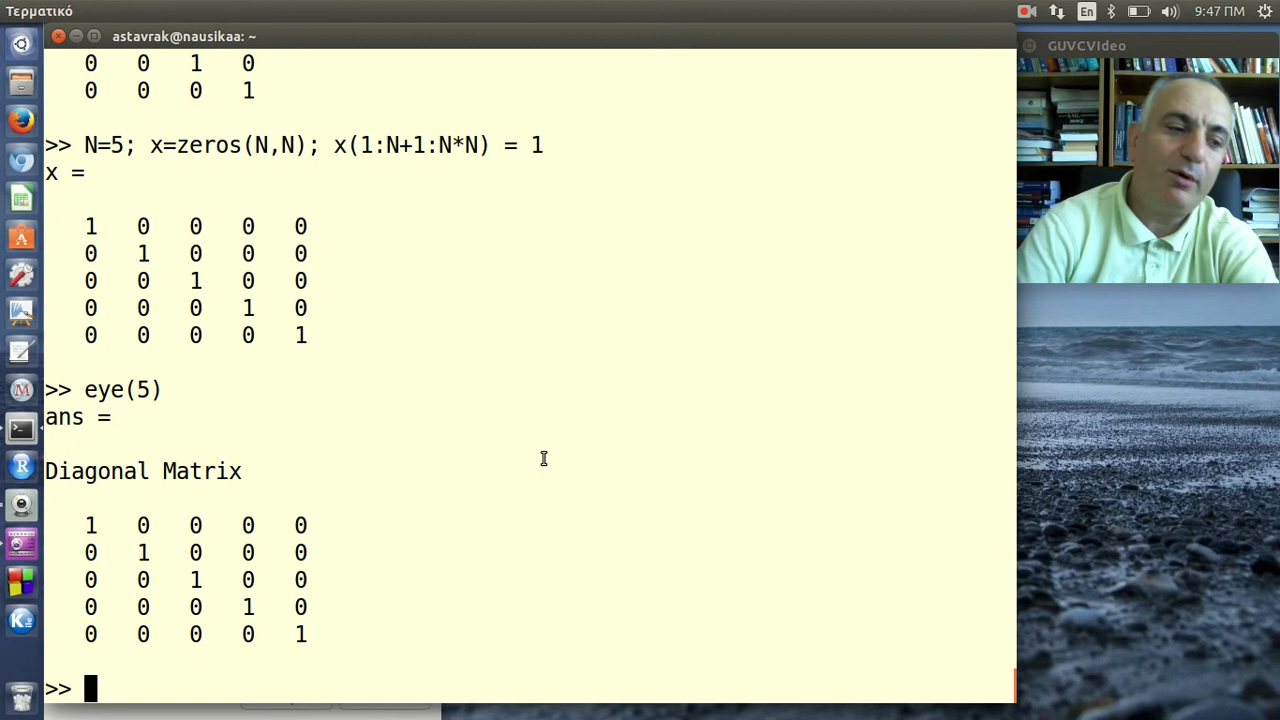 Τερματικό
En
9:47 ΠΜ
astavrak@nausikaa: ~
GUVCVIdeo
0 0 1 0
0 0 0 1
>> N=5; x=zeros(N,N); x(1:N+1:N*N) = 1
x =
1 0 0 0 0
0 1 0 0 0
0 0 1 0 0
0 0 0 1 0
0 0 0 0 1
>> eye(5)
ans =
Diagonal Matrix
1 0 0 0 0
0 1 0 0 0
0 0 1 0 0
0 0 0 1 0
0 0 0 0 1
>>